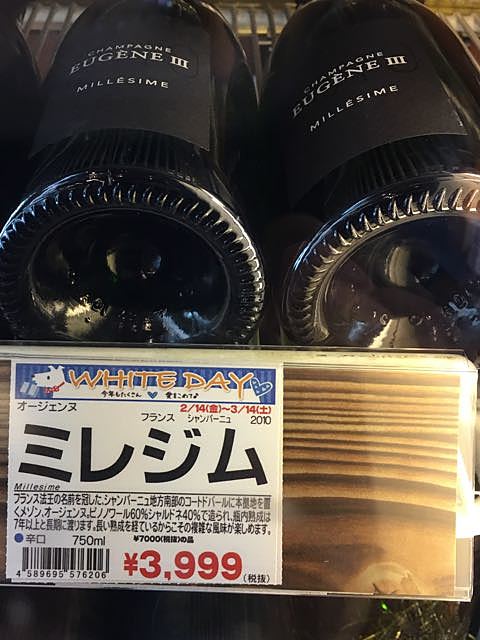 CHAMPAGNE
EUGÈNE III
MILLÉSIME
CHAMPAGNE
EUGÈNE III
MILLÉSIME
WHITE DAY
今年もたくさん 愛をこめて♪
2/14(金)~3/14(土)
オージェンヌ
フランス シャンパーニュ 2010
ミレジム
Millesime
フランス法王の名前を冠した、シャンパーニュ地方南部のコートドバールに本拠地を置
くメゾン、オージェンヌ。ピノノワール60%シャルドネ40%で造られ、瓶内熟成は
7年以上と長期に渡ります。長い熟成を経ているからこその複雑な風味が楽しめます。
●辛口 750ml ¥7000(税抜)の品
¥3,999(税抜)
4 589695 576206